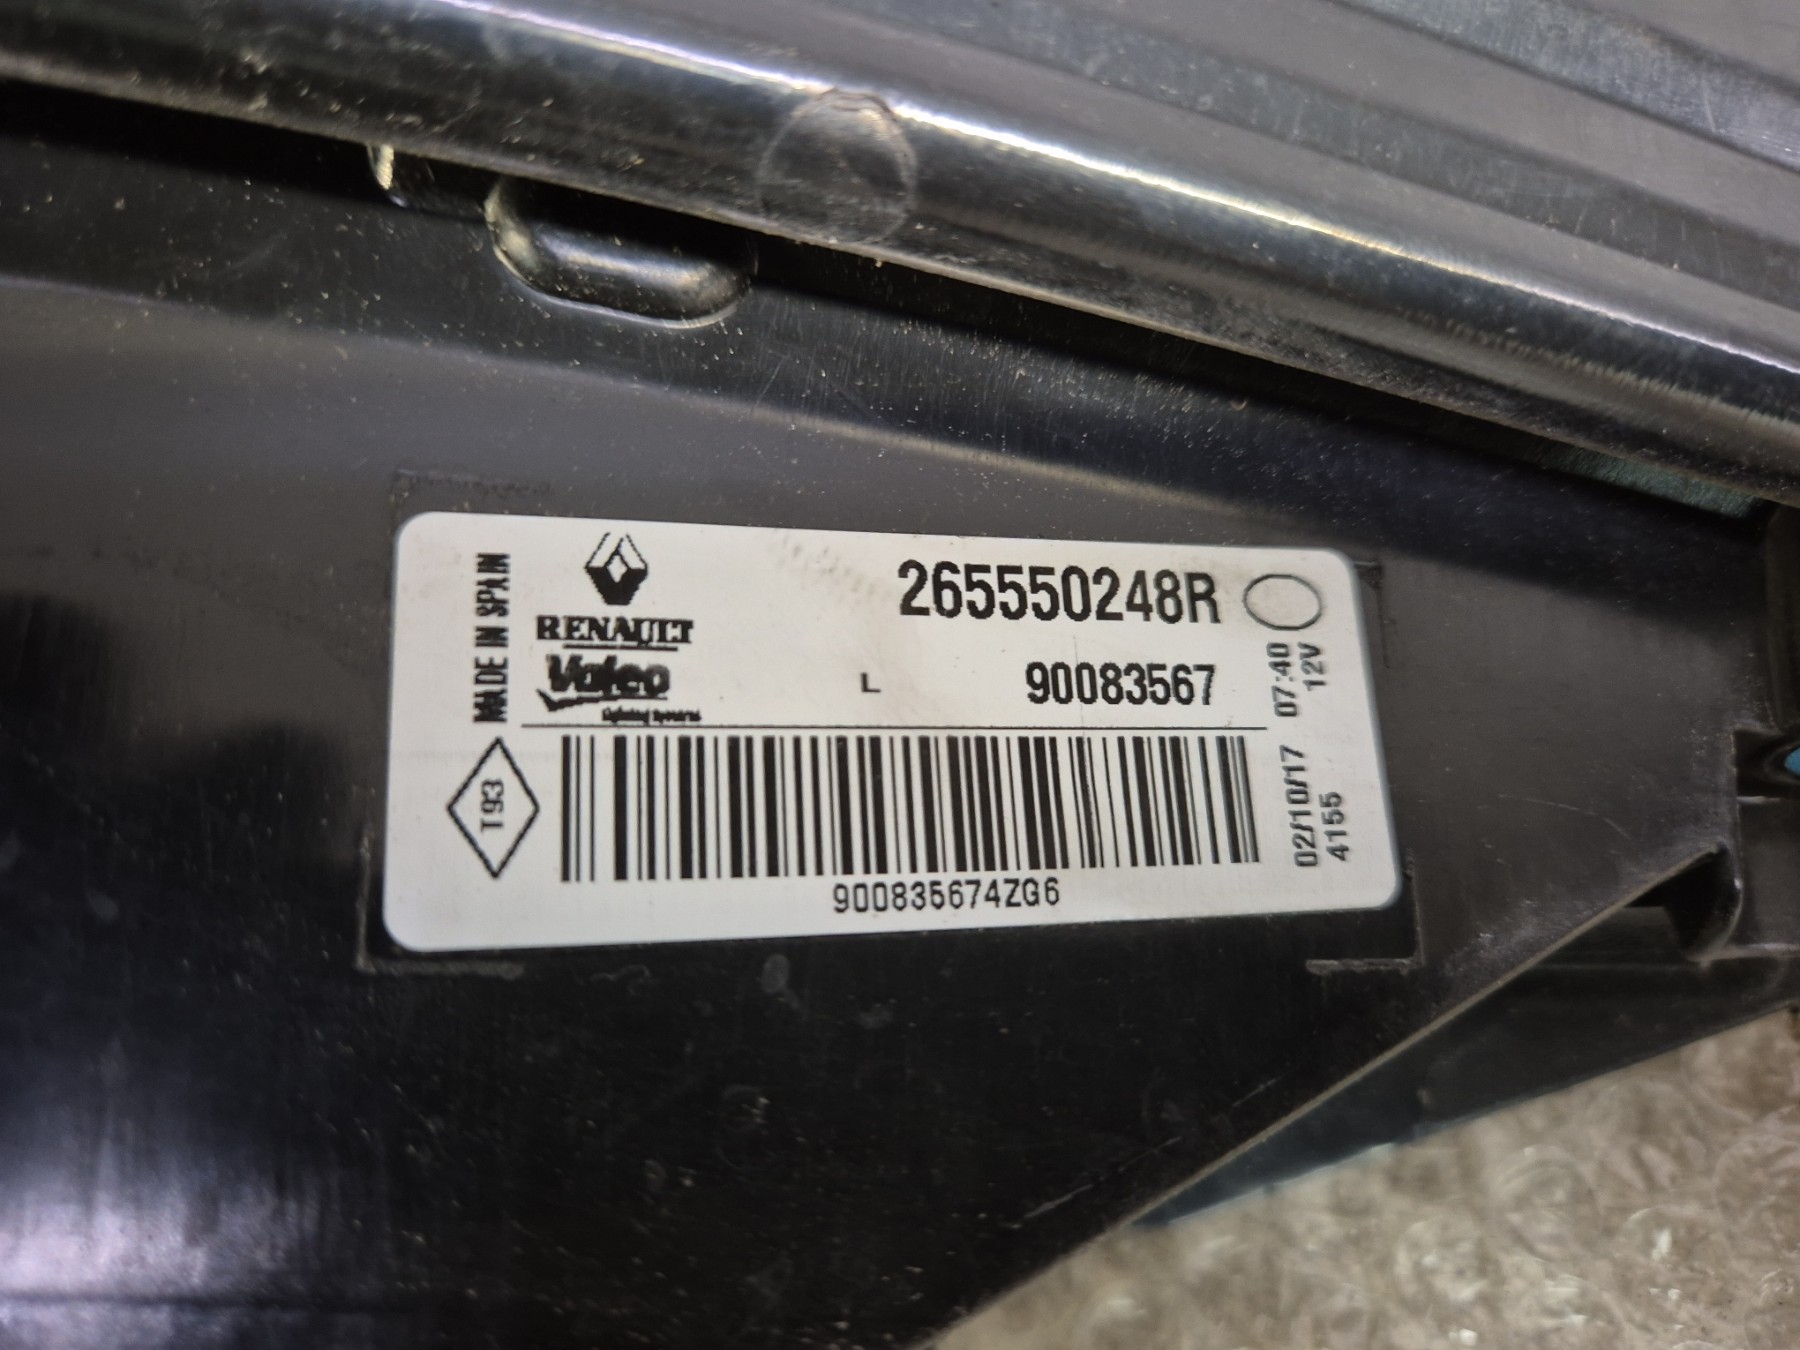 MADE IN SPAIN
RENAULT
265550248R
Valeo
Lighting Systems
L
90083567
07:40
12V
T93
02/10/17
4155
900835674ZG6